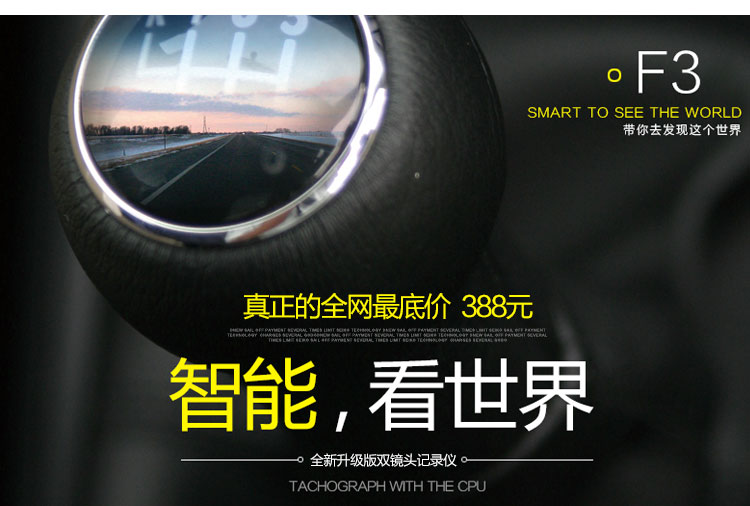 F3
SMART TO SEE THE WORLD
带你去发现这个世界
真正的全网最底价 388元
智能，看世界
全新升级版双镜头记录仪
TACHOGRAPH WITH THE CPU